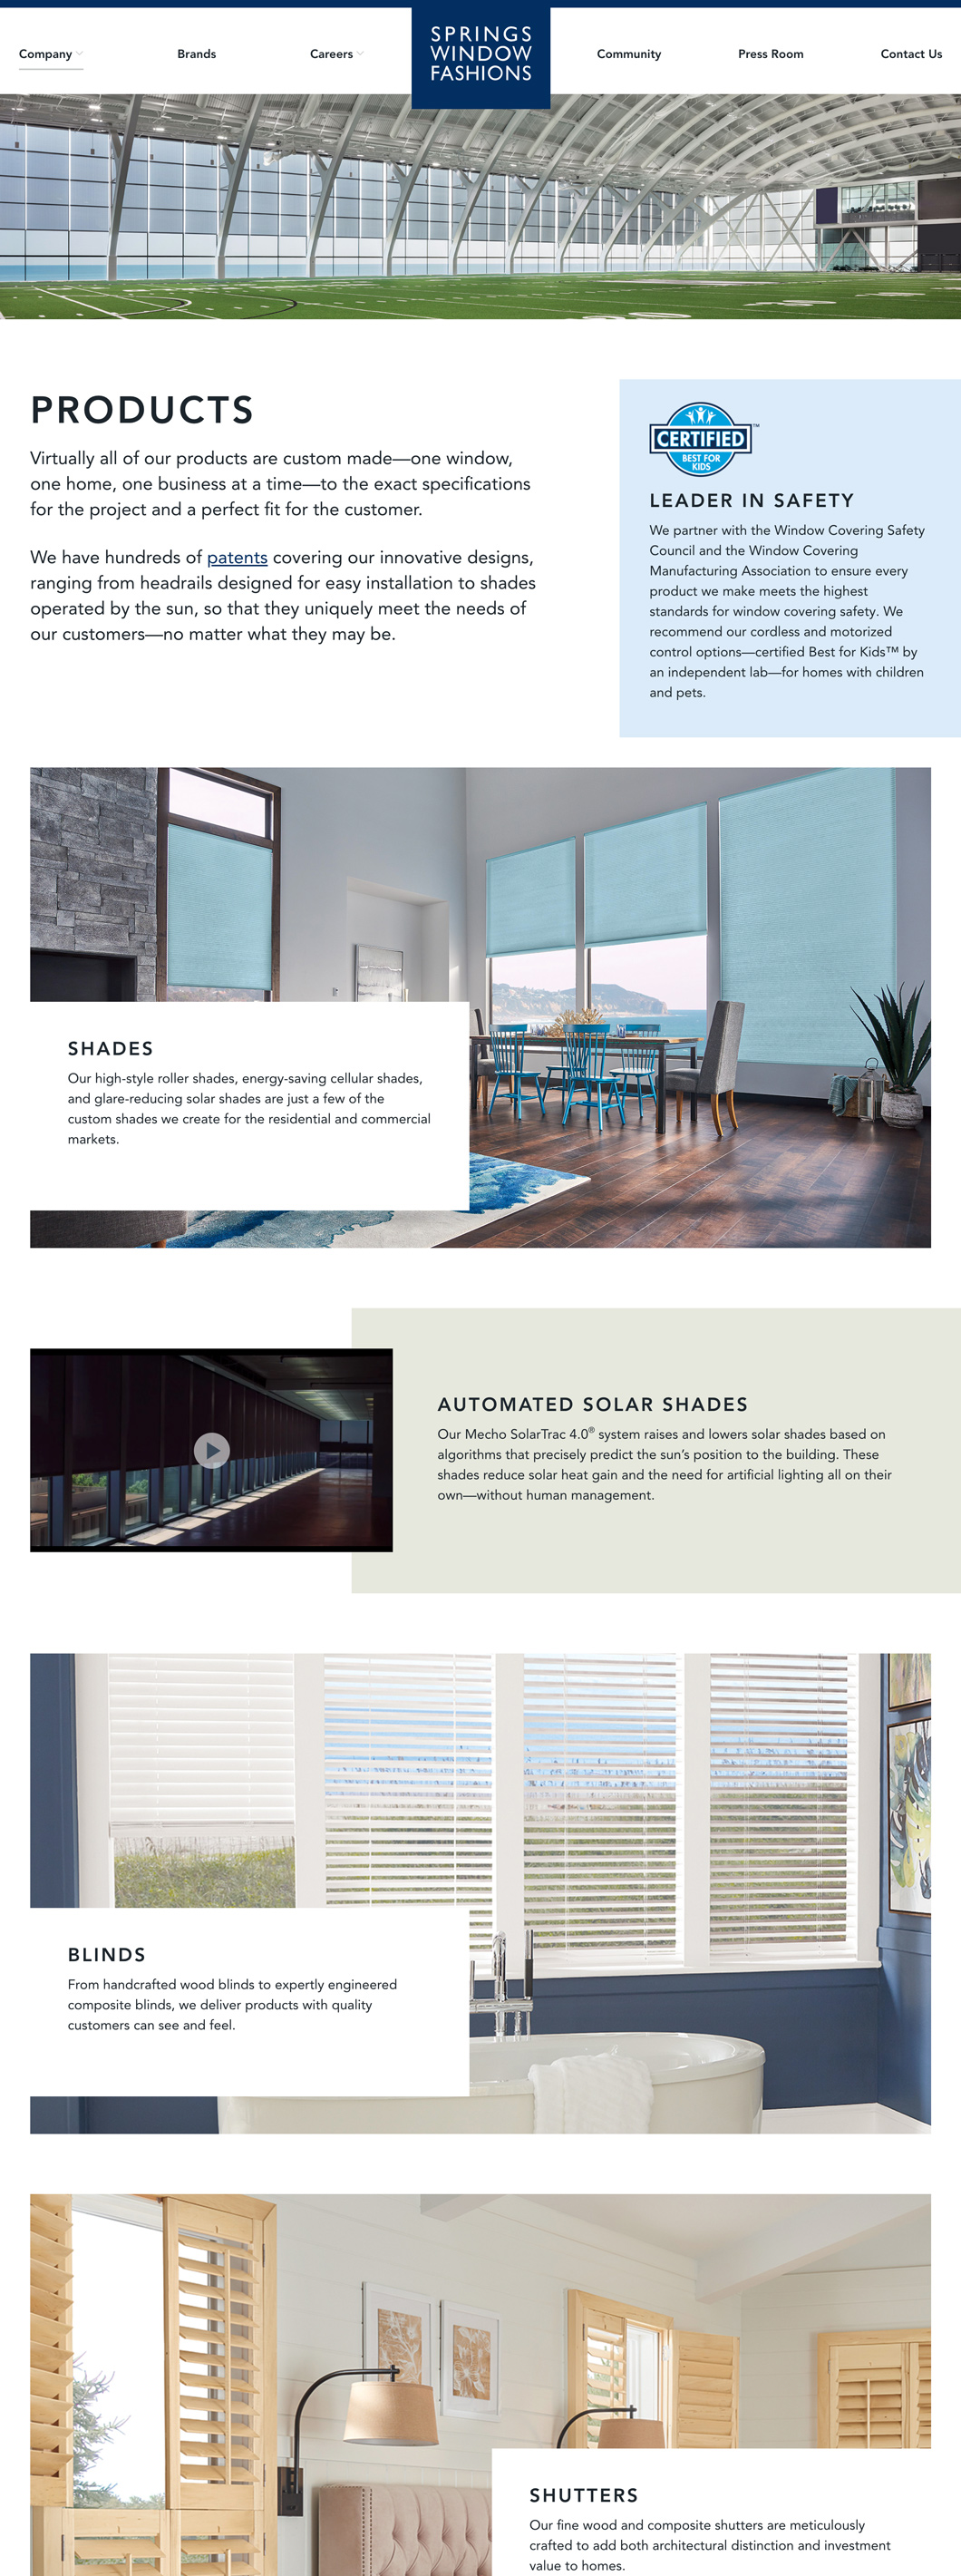 Company
Brands
Careers
SPRINGS
WINDOW
FASHIONS
Community
Press Room
Contact Us
PRODUCTS
Virtually all of our products are custom made—one window,
one home, one business at a time—to the exact specifications
for the project and a perfect fit for the customer.
We have hundreds of patents covering our innovative designs,
ranging from headrails designed for easy installation to shades
operated by the sun, so that they uniquely meet the needs of
our customers—no matter what they may be.
CERTIFIED™
BEST FOR
KIDS
LEADER IN SAFETY
We partner with the Window Covering Safety
Council and the Window Covering
Manufacturing Association to ensure every
product we make meets the highest
standards for window covering safety. We
recommend our cordless and motorized
control options—certified Best for Kids™ by
an independent lab—for homes with children
and pets.
SHADES
Our high-style roller shades, energy-saving cellular shades,
and glare-reducing solar shades are just a few of the
custom shades we create for the residential and commercial
markets.
AUTOMATED SOLAR SHADES
Our Mecho SolarTrac 4.0® system raises and lowers solar shades based on
algorithms that precisely predict the sun’s position to the building. These
shades reduce solar heat gain and the need for artificial lighting all on their
own—without human management.
BLINDS
From handcrafted wood blinds to expertly engineered
composite blinds, we deliver products with quality
customers can see and feel.
SHUTTERS
Our fine wood and composite shutters are meticulously
crafted to add both architectural distinction and investment
value to homes.